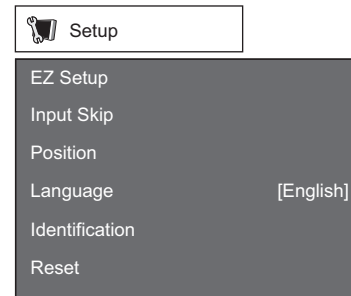 Setup
EZ Setup
Input Skip
Position
Language [English]
Identification
Reset